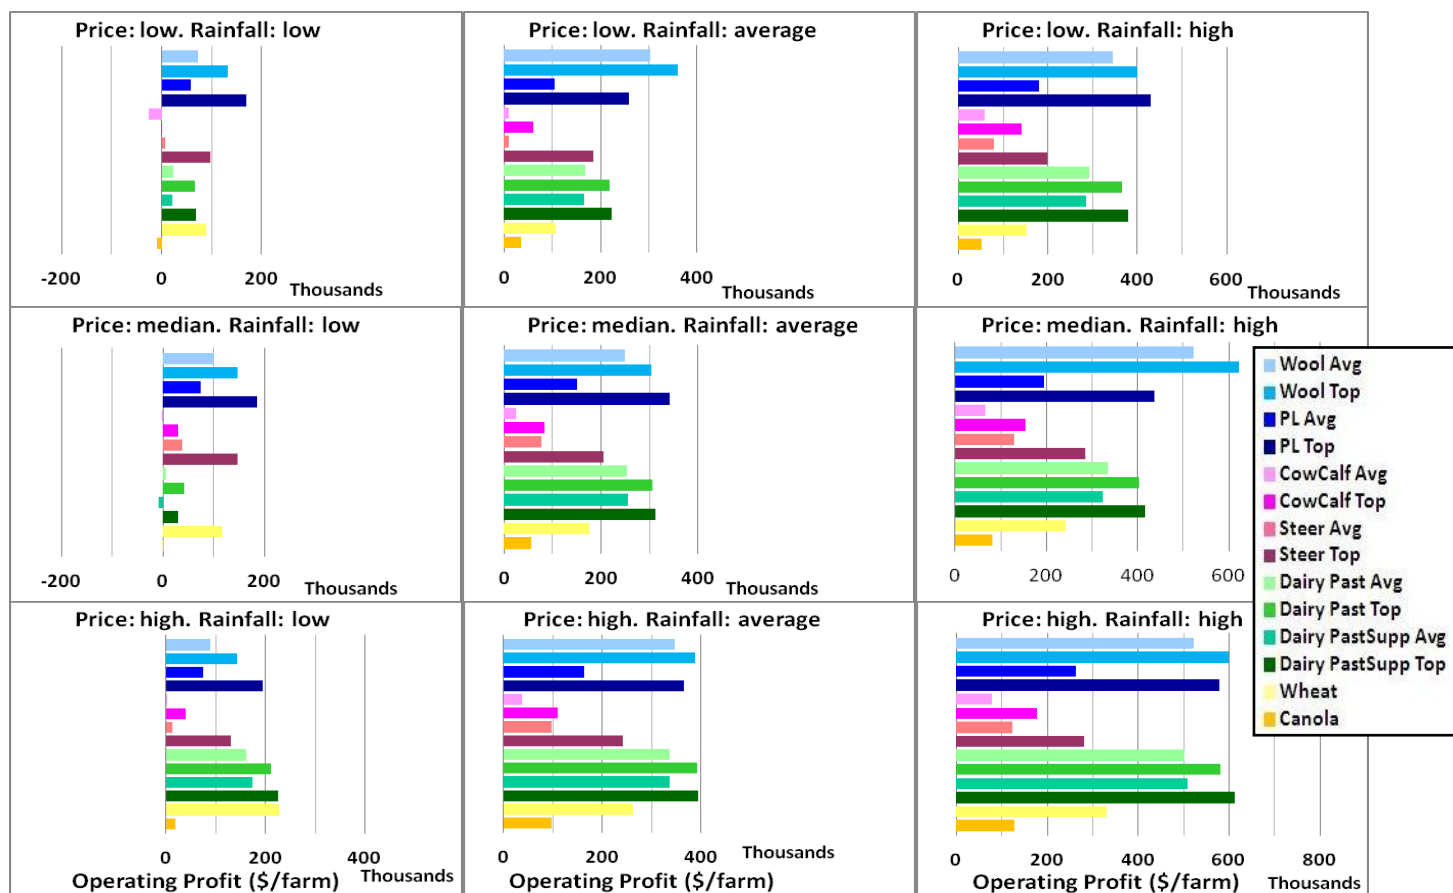 Price: low. Rainfall: low
-200 0 200
Thousands
Price: low. Rainfall: average
0 200 400
Thousands
Price: low. Rainfall: high
0 200 400 600
Thousands
Price: median. Rainfall: low
-200 0 200
Thousands
Price: median. Rainfall: average
0 200 400
Thousands
Price: median. Rainfall: high
0 200 400 600
Wool Avg
Wool Top
PL Avg
PL Top
CowCalf Avg
CowCalf Top
Steer Avg
Steer Top
Dairy Past Avg
Dairy Past Top
Dairy PastSupp Avg
Dairy PastSupp Top
Wheat
Canola
Price: high. Rainfall: low
0 200 400
Operating Profit ($/farm) Thousands
Price: high. Rainfall: average
0 200 400
Thousands
Operating Profit ($/farm)
Price: high. Rainfall: high
0 200 400 600 800
Operating Profit ($/farm) Thousands